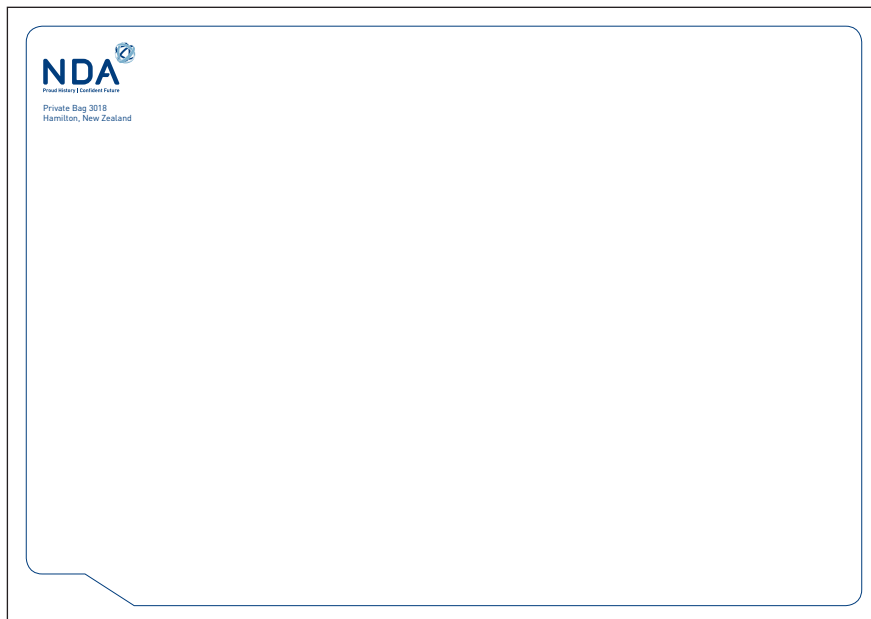 NDA
Proud History | Confident Future
Private Bag 3018
Hamilton, New Zealand